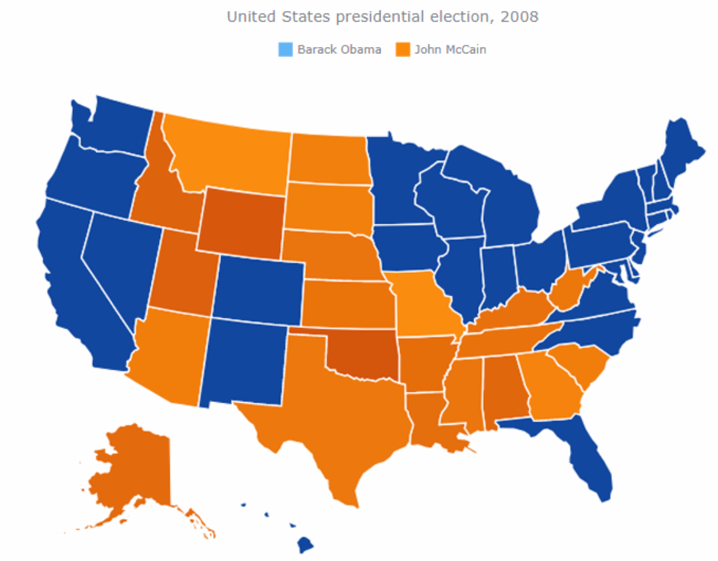 United States presidential election, 2008
Barack Obama John McCain